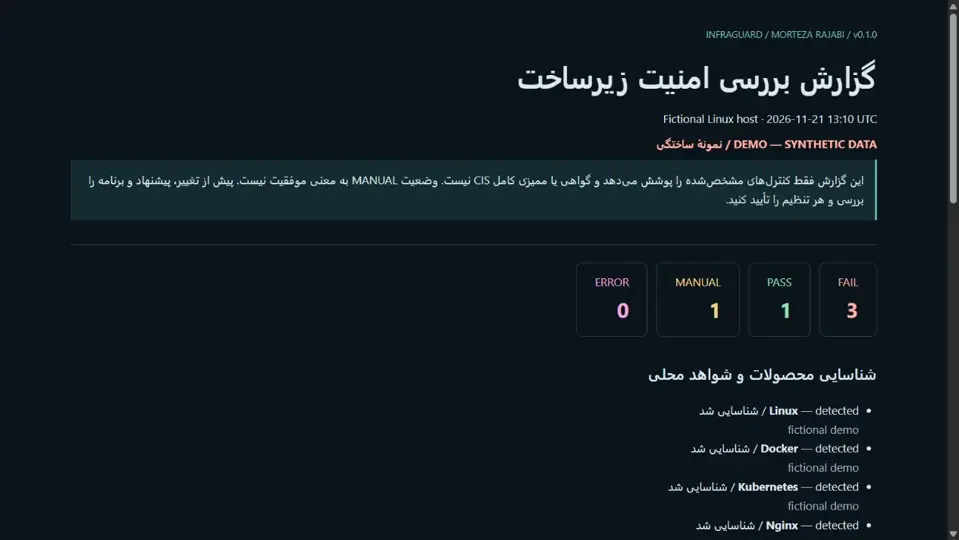 INFRAGUARD / MORTEZA RAJABI / v0.1.0
گزارش بررسی امنیت زیرساخت
Fictional Linux host · 2026-11-21 13:10 UTC
DEMO — SYNTHETIC DATA / نمونهٔ ساختگی
این گزارش فقط کنترل‌های مشخص‌شده را پوشش می‌دهد و گواهی یا ممیزی کامل CIS نیست. وضعیت MANUAL به معنی موفقیت نیست. پیش از تغییر، پیشنهاد و برنامه را
بررسی و هر تنظیم را تأیید کنید.
FAIL PASS MANUAL ERROR
3 1 1 0
شناسایی محصولات و شواهد محلی
Linux — detected / شناسایی شد
fictional demo
Docker — detected / شناسایی شد
fictional demo
Kubernetes — detected / شناسایی شد
fictional demo
Nginx — detected / شناسایی شد